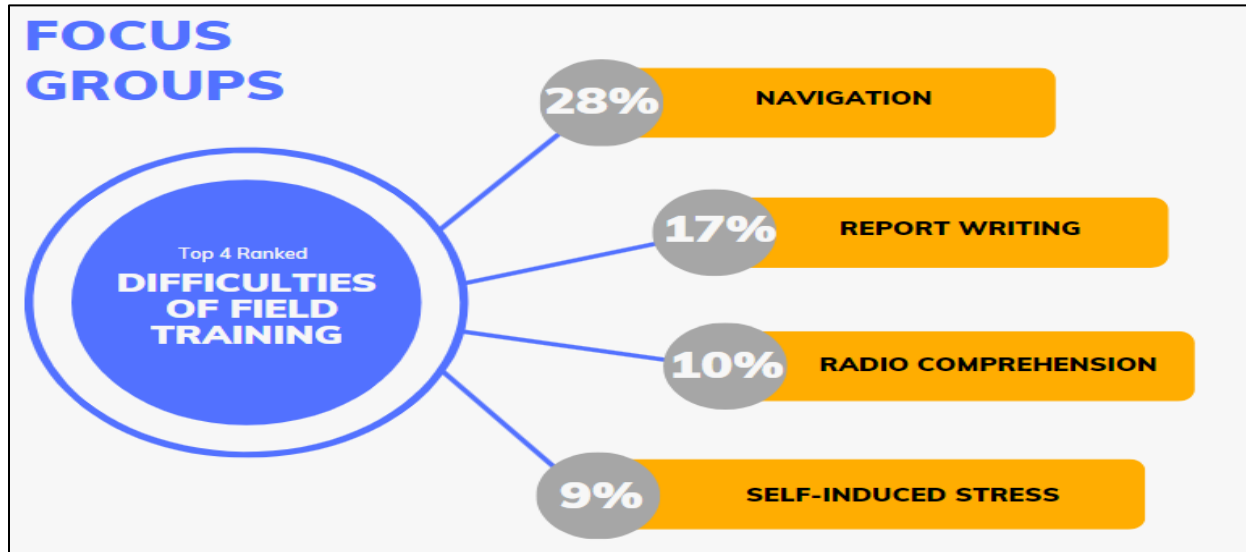 FOCUS
GROUPS
Top 4 Ranked
DIFFICULTIES
OF FIELD
TRAINING
28%
NAVIGATION
17%
REPORT WRITING
10%
RADIO COMPREHENSION
9%
SELF-INDUCED STRESS